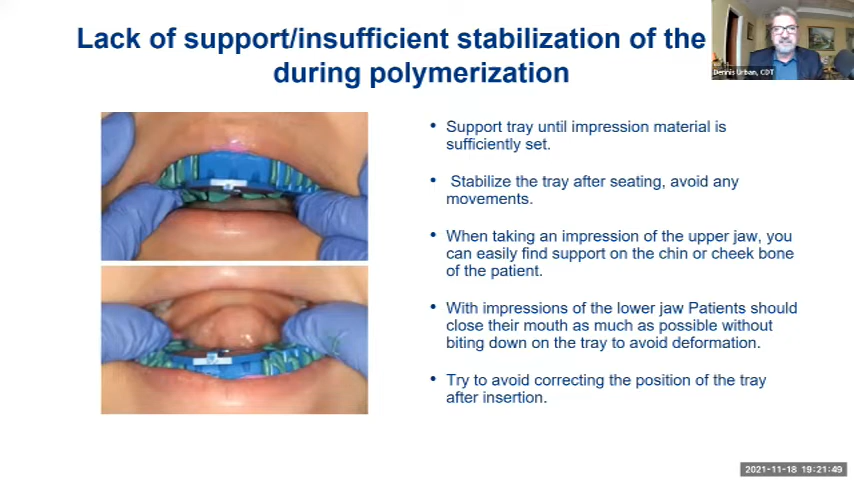 Lack of support/insufficient stabilization of the
during polymerization
Dennis Urban, CDT
• Support tray until impression material is
sufficiently set.
• Stabilize the tray after seating, avoid any
movements.
• When taking an impression of the upper jaw, you
can easily find support on the chin or cheek bone
of the patient.
• With impressions of the lower jaw Patients should
close their mouth as much as possible without
biting down on the tray to avoid deformation.
• Try to avoid correcting the position of the tray
after insertion.
2021-11-18 19:21:49